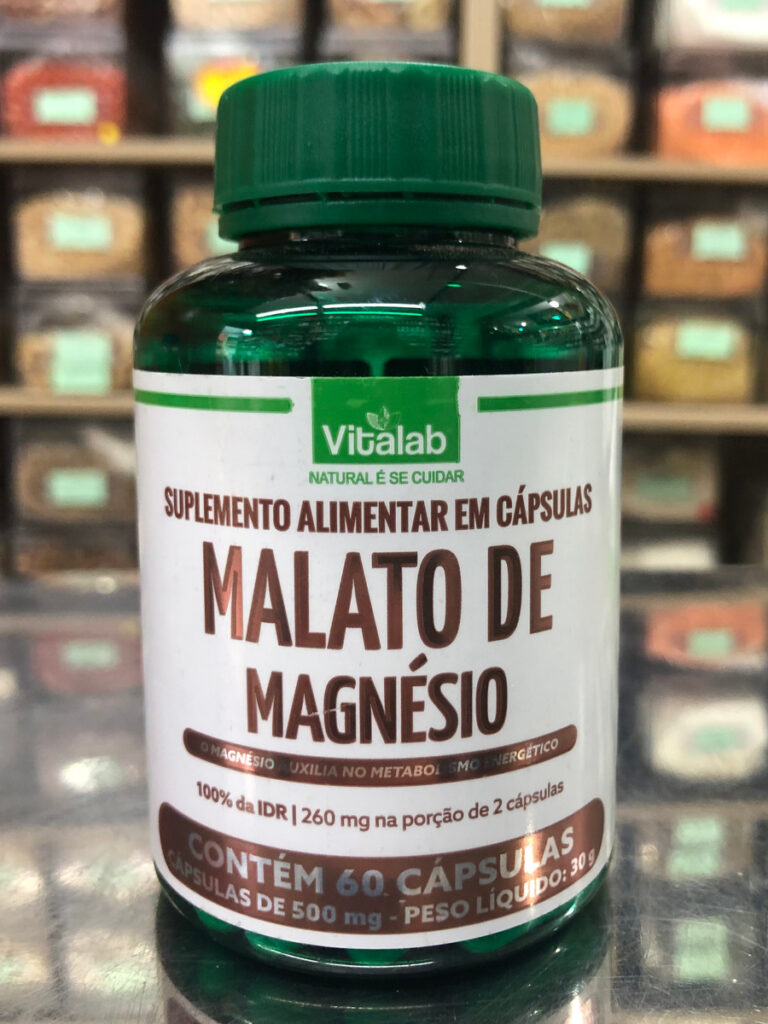 Vitalab
NATURAL É SE CUIDAR
SUPLEMENTO ALIMENTAR EM CÁPSULAS
MALATO DE
MAGNÉSIO
O MAGNÉSIO AUXILIA NO METABOLISMO ENERGÉTICO
100% da IDR | 260 mg na porção de 2 cápsulas
CONTÉM 60 CÁPSULAS
CÁPSULAS DE 500 mg - PESO LÍQUIDO: 30 g